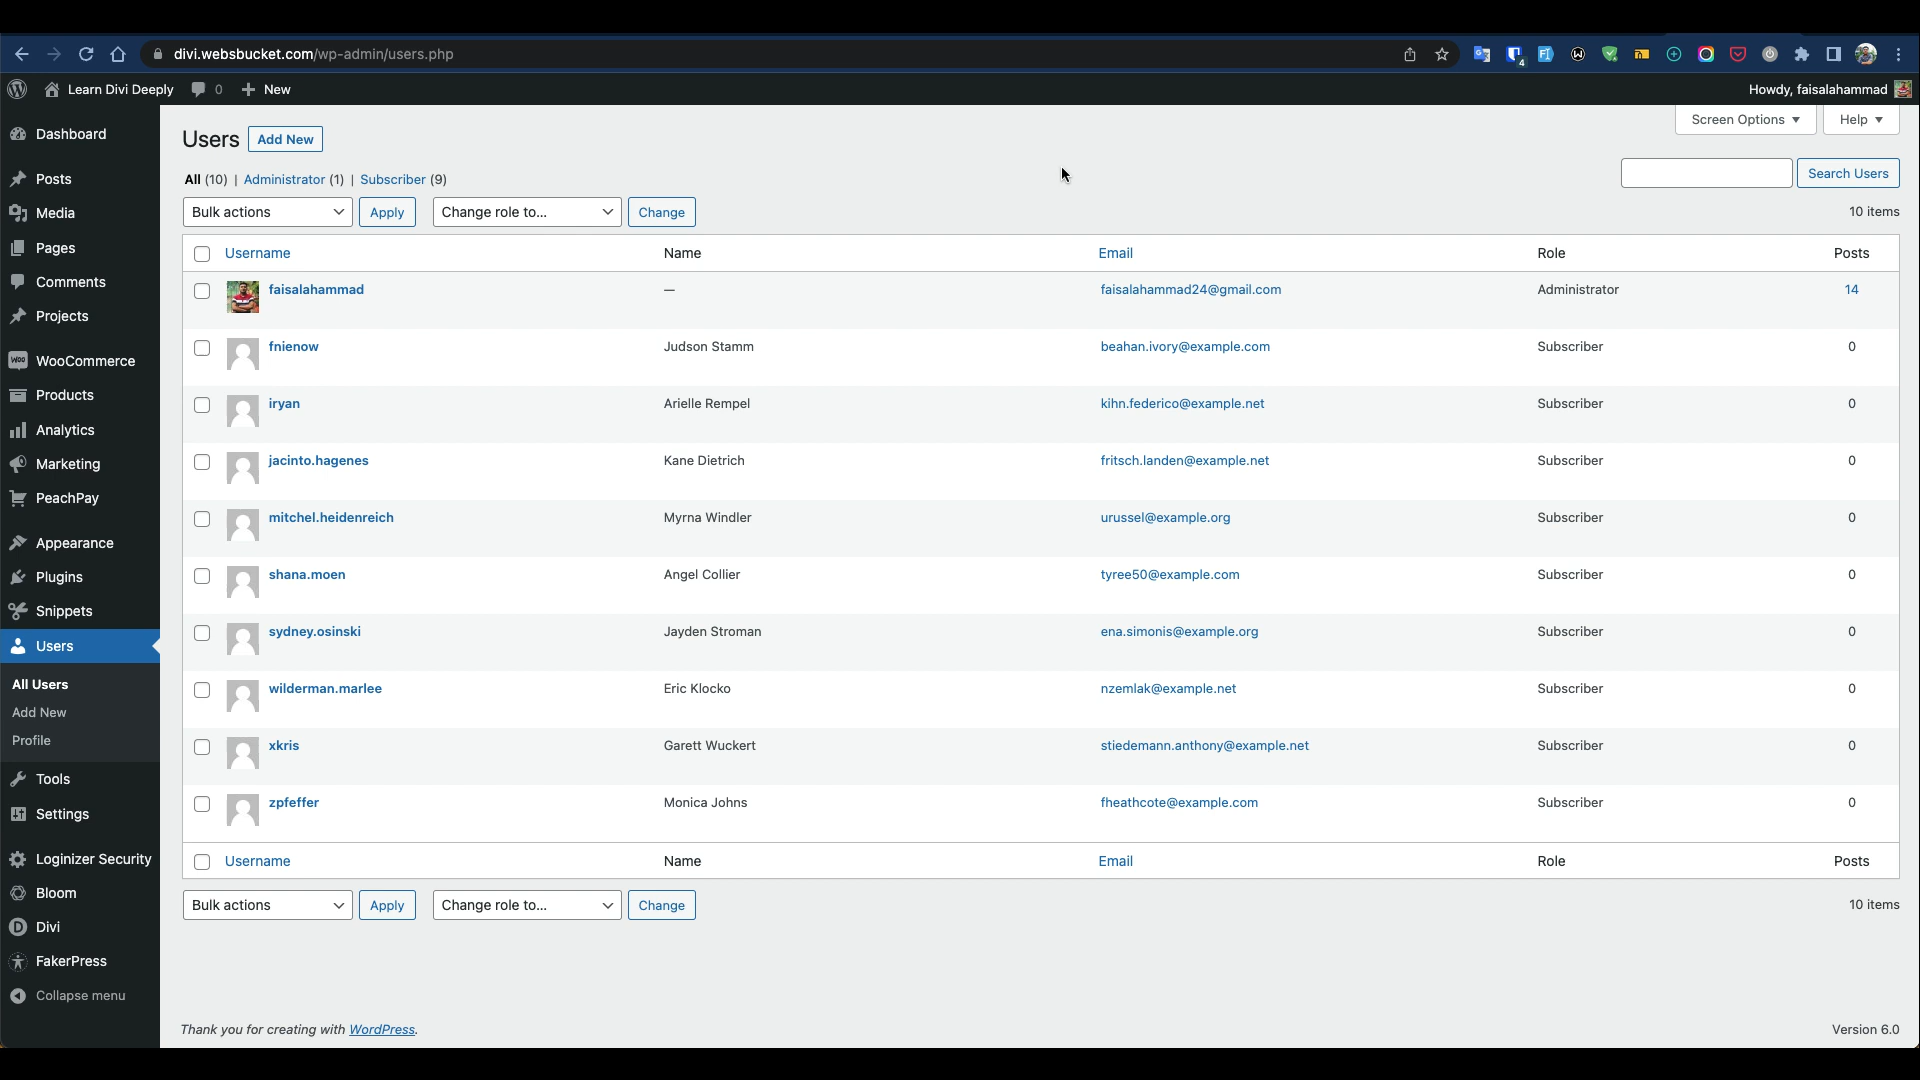 divi.websbucket.com/wp-admin/users.php
4
Learn Divi Deeply 0 New Howdy, faisalahammad
Dashboard
Posts
Media
Pages
Comments
Projects
WooCommerce
Products
Analytics
Marketing
PeachPay
Appearance
Plugins
Snippets
Users
All Users
Add New
Profile
Tools
Settings
Loginizer Security
Bloom
Divi
FakerPress
Collapse menu
Screen Options Help
Users Add New
All (10) | Administrator (1) | Subscriber (9)
Search Users
Bulk actions Apply Change role to... Change 10 items
Username Name Email Role Posts
faisalahammad — faisalahammad24@gmail.com Administrator 14
fnienow Judson Stamm beahan.ivory@example.com Subscriber 0
iryan Arielle Rempel kihn.federico@example.net Subscriber 0
jacinto.hagenes Kane Dietrich fritsch.landen@example.net Subscriber 0
mitchel.heidenreich Myrna Windler urussel@example.org Subscriber 0
shana.moen Angel Collier tyree50@example.com Subscriber 0
sydney.osinski Jayden Stroman ena.simonis@example.org Subscriber 0
wilderman.marlee Eric Klocko nzemlak@example.net Subscriber 0
xkris Garett Wuckert stiedemann.anthony@example.net Subscriber 0
zpfeffer Monica Johns fheathcote@example.com Subscriber 0
Username Name Email Role Posts
Bulk actions Apply Change role to... Change 10 items
Thank you for creating with WordPress. Version 6.0